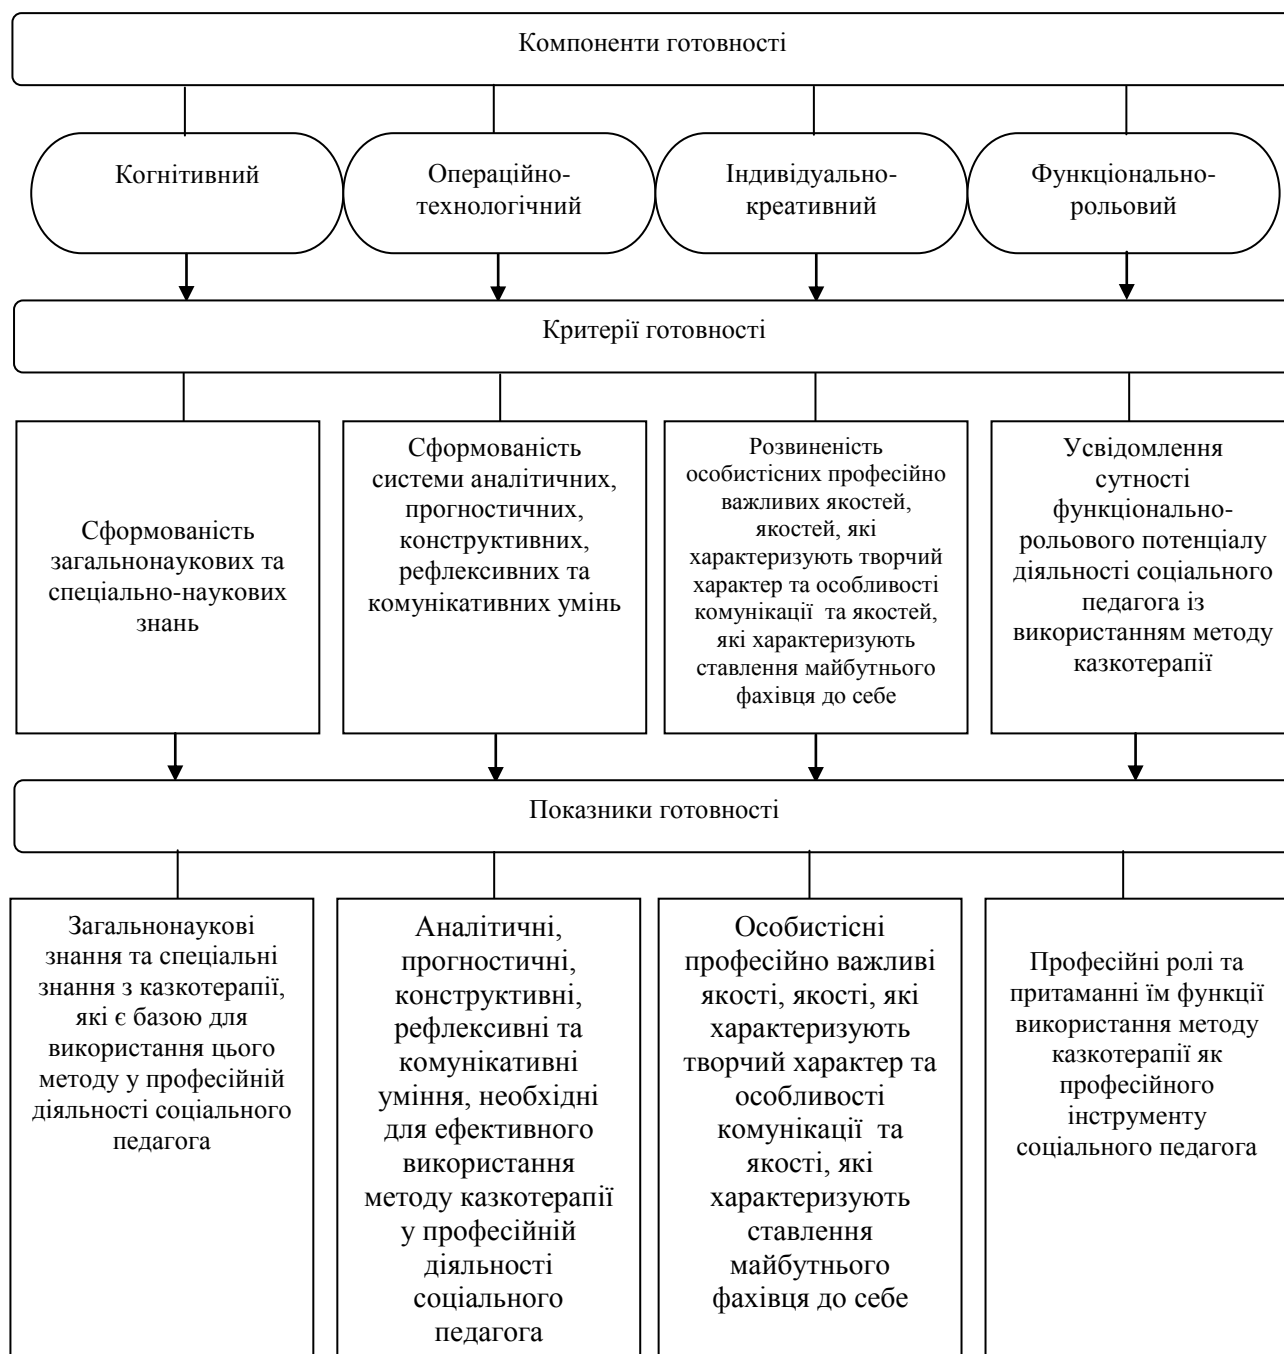 Компоненти готовності
Когнітивний
Операційно-
технологічний
Індивідуально-
креативний
Функціонально-
рольовий
Критерії готовності
Сформованість
загальнонаукових та
спеціально-наукових
знань
Сформованість
системи аналітичних,
прогностичних,
конструктивних,
рефлексивних та
комунікативних умінь
Розвиненість
особистісних професійно
важливих якостей,
якостей, які
характеризують творчий
характер та особливості
комунікації та якостей,
які характеризують
ставлення майбутнього
фахівця до себе
Усвідомлення
сутності
функціонально-
рольового потенціалу
діяльності соціального
педагога із
використанням методу
казкотерапії
Показники готовності
Загальнонаукові
знання та спеціальні
знання з казкотерапії,
які є базою для
використання цього
методу у професійній
діяльності соціального
педагога
Аналітичні,
прогностичні,
конструктивні,
рефлексивні та
комунікативні
уміння, необхідні
для ефективного
використання
методу казкотерапії
у професійній
діяльності
соціального
педагога
Особистісні
професійно важливі
якості, якості, які
характеризують
творчий характер та
особливості
комунікації та
якості, які
характеризують
ставлення
майбутнього
фахівця до себе
Професійні ролі та
притаманні їм функції
використання методу
казкотерапії як
професійного
інструменту
соціального педагога